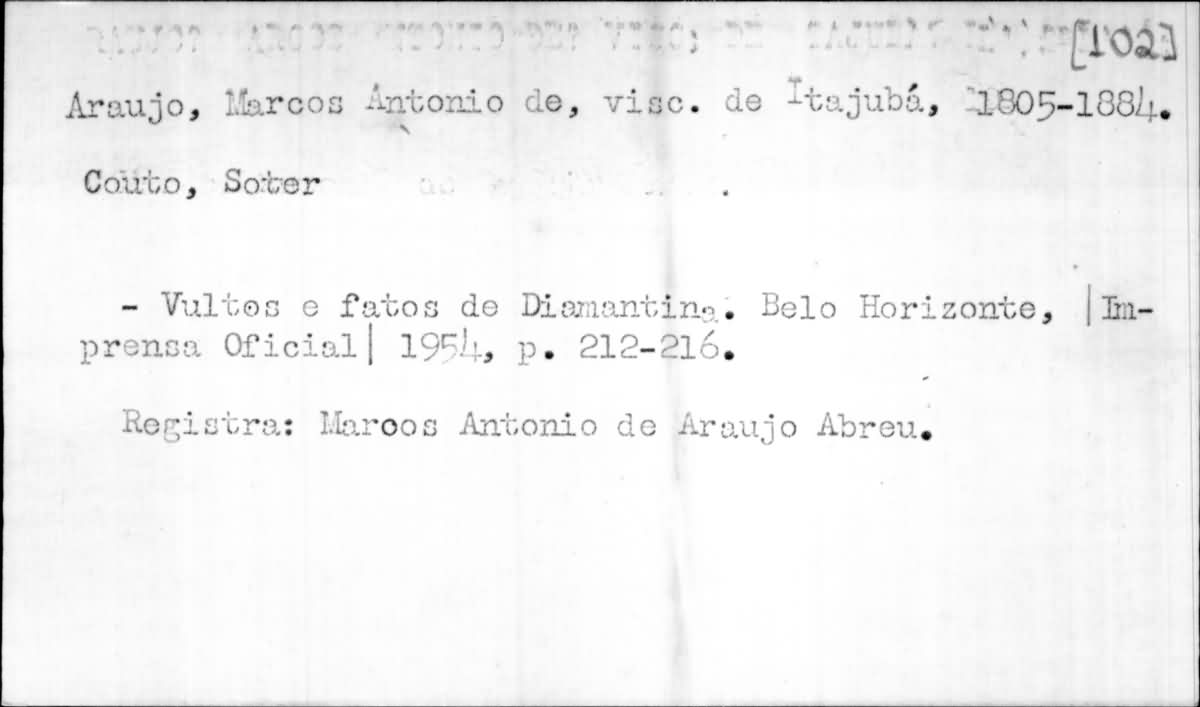 [102]
Araujo, Marcos Antonio de, visc. de Itajubá, 1805-1884.
Couto, Soter
- Vultos e fatos de Diamantina. Belo Horizonte, |Im-
prensa Oficial| 1954, p. 212-216.
Registra: Marcos Antonio de Araujo Abreu.